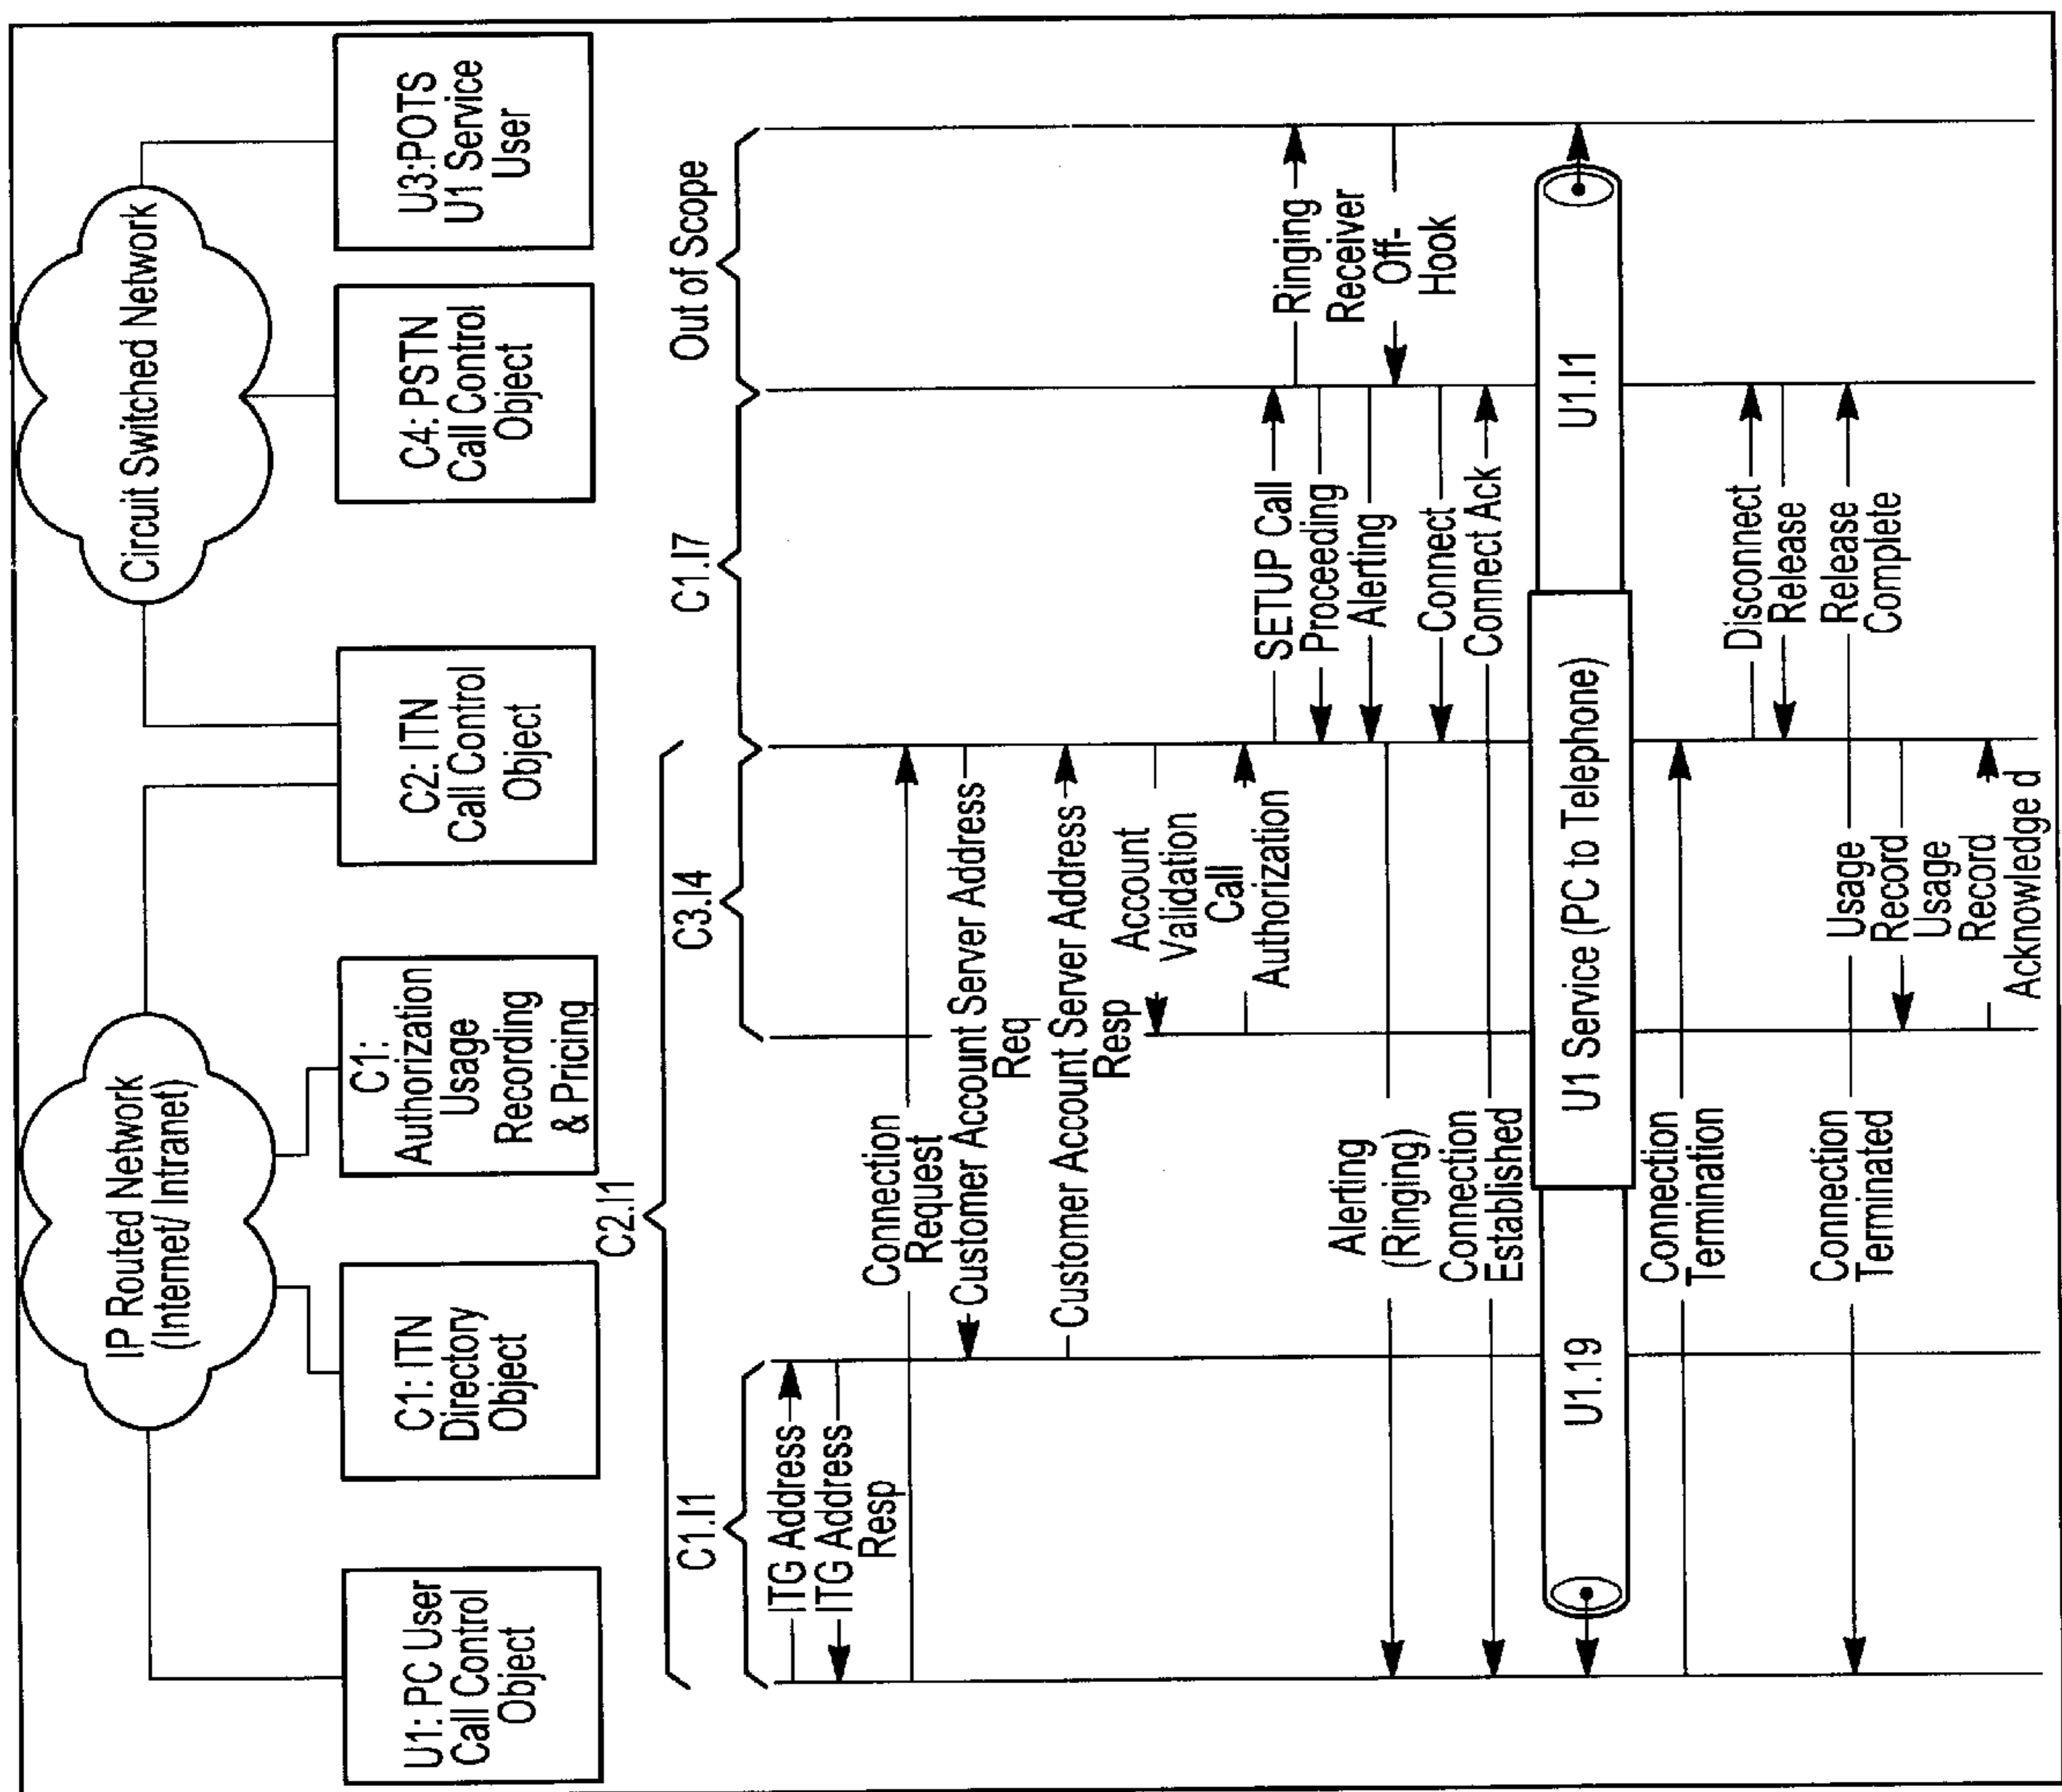 IP Routed Network
(Internet/ Intranet)
Circuit Switched Network
U1: PC User
Call Control
Object
C1: ITN
Directory
Object
C1:
Authorization
Usage
Recording
& Pricing
C2: ITN
Call Control
Object
C4: PSTN
Call Control
Object
U3:POTS
U1 Service
User
C2.I1
C1.I1
C3.I4
C1.I7
Out of Scope
ITG Address
ITG Address
Resp
Connection
Request
Customer Account Server Address
Req
Customer Account Server Address
Resp
Account
Validation
Call
Authorization
SETUP Call
Ringing
Proceeding
Receiver
Off-
Hook
Alerting
Alerting
(Ringing)
Connect
Connect Ack
Connection
Established
U1.19
U1 Service (PC to Telephone)
U1.I1
Connection
Termination
Disconnect
Release
Release
Complete
Connection
Terminated
Usage
Record
Usage
Record
Acknowledge d